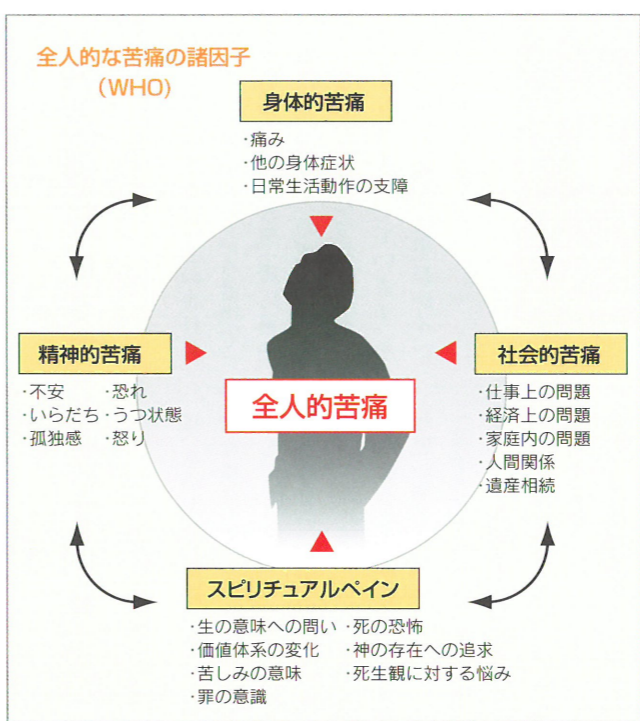 全人的な苦痛の諸因子
(WHO)
身体的苦痛
・痛み
・他の身体症状
・日常生活動作の支障
精神的苦痛
・不安 ・恐れ
・いらだち ・うつ状態
・孤独感 ・怒り
全人的苦痛
社会的苦痛
・仕事上の問題
・経済上の問題
・家庭内の問題
・人間関係
・遺産相続
スピリチュアルペイン
・生の意味への問い ・死の恐怖
・価値体系の変化 ・神の存在への追求
・苦しみの意味 ・死生観に対する悩み
・罪の意識